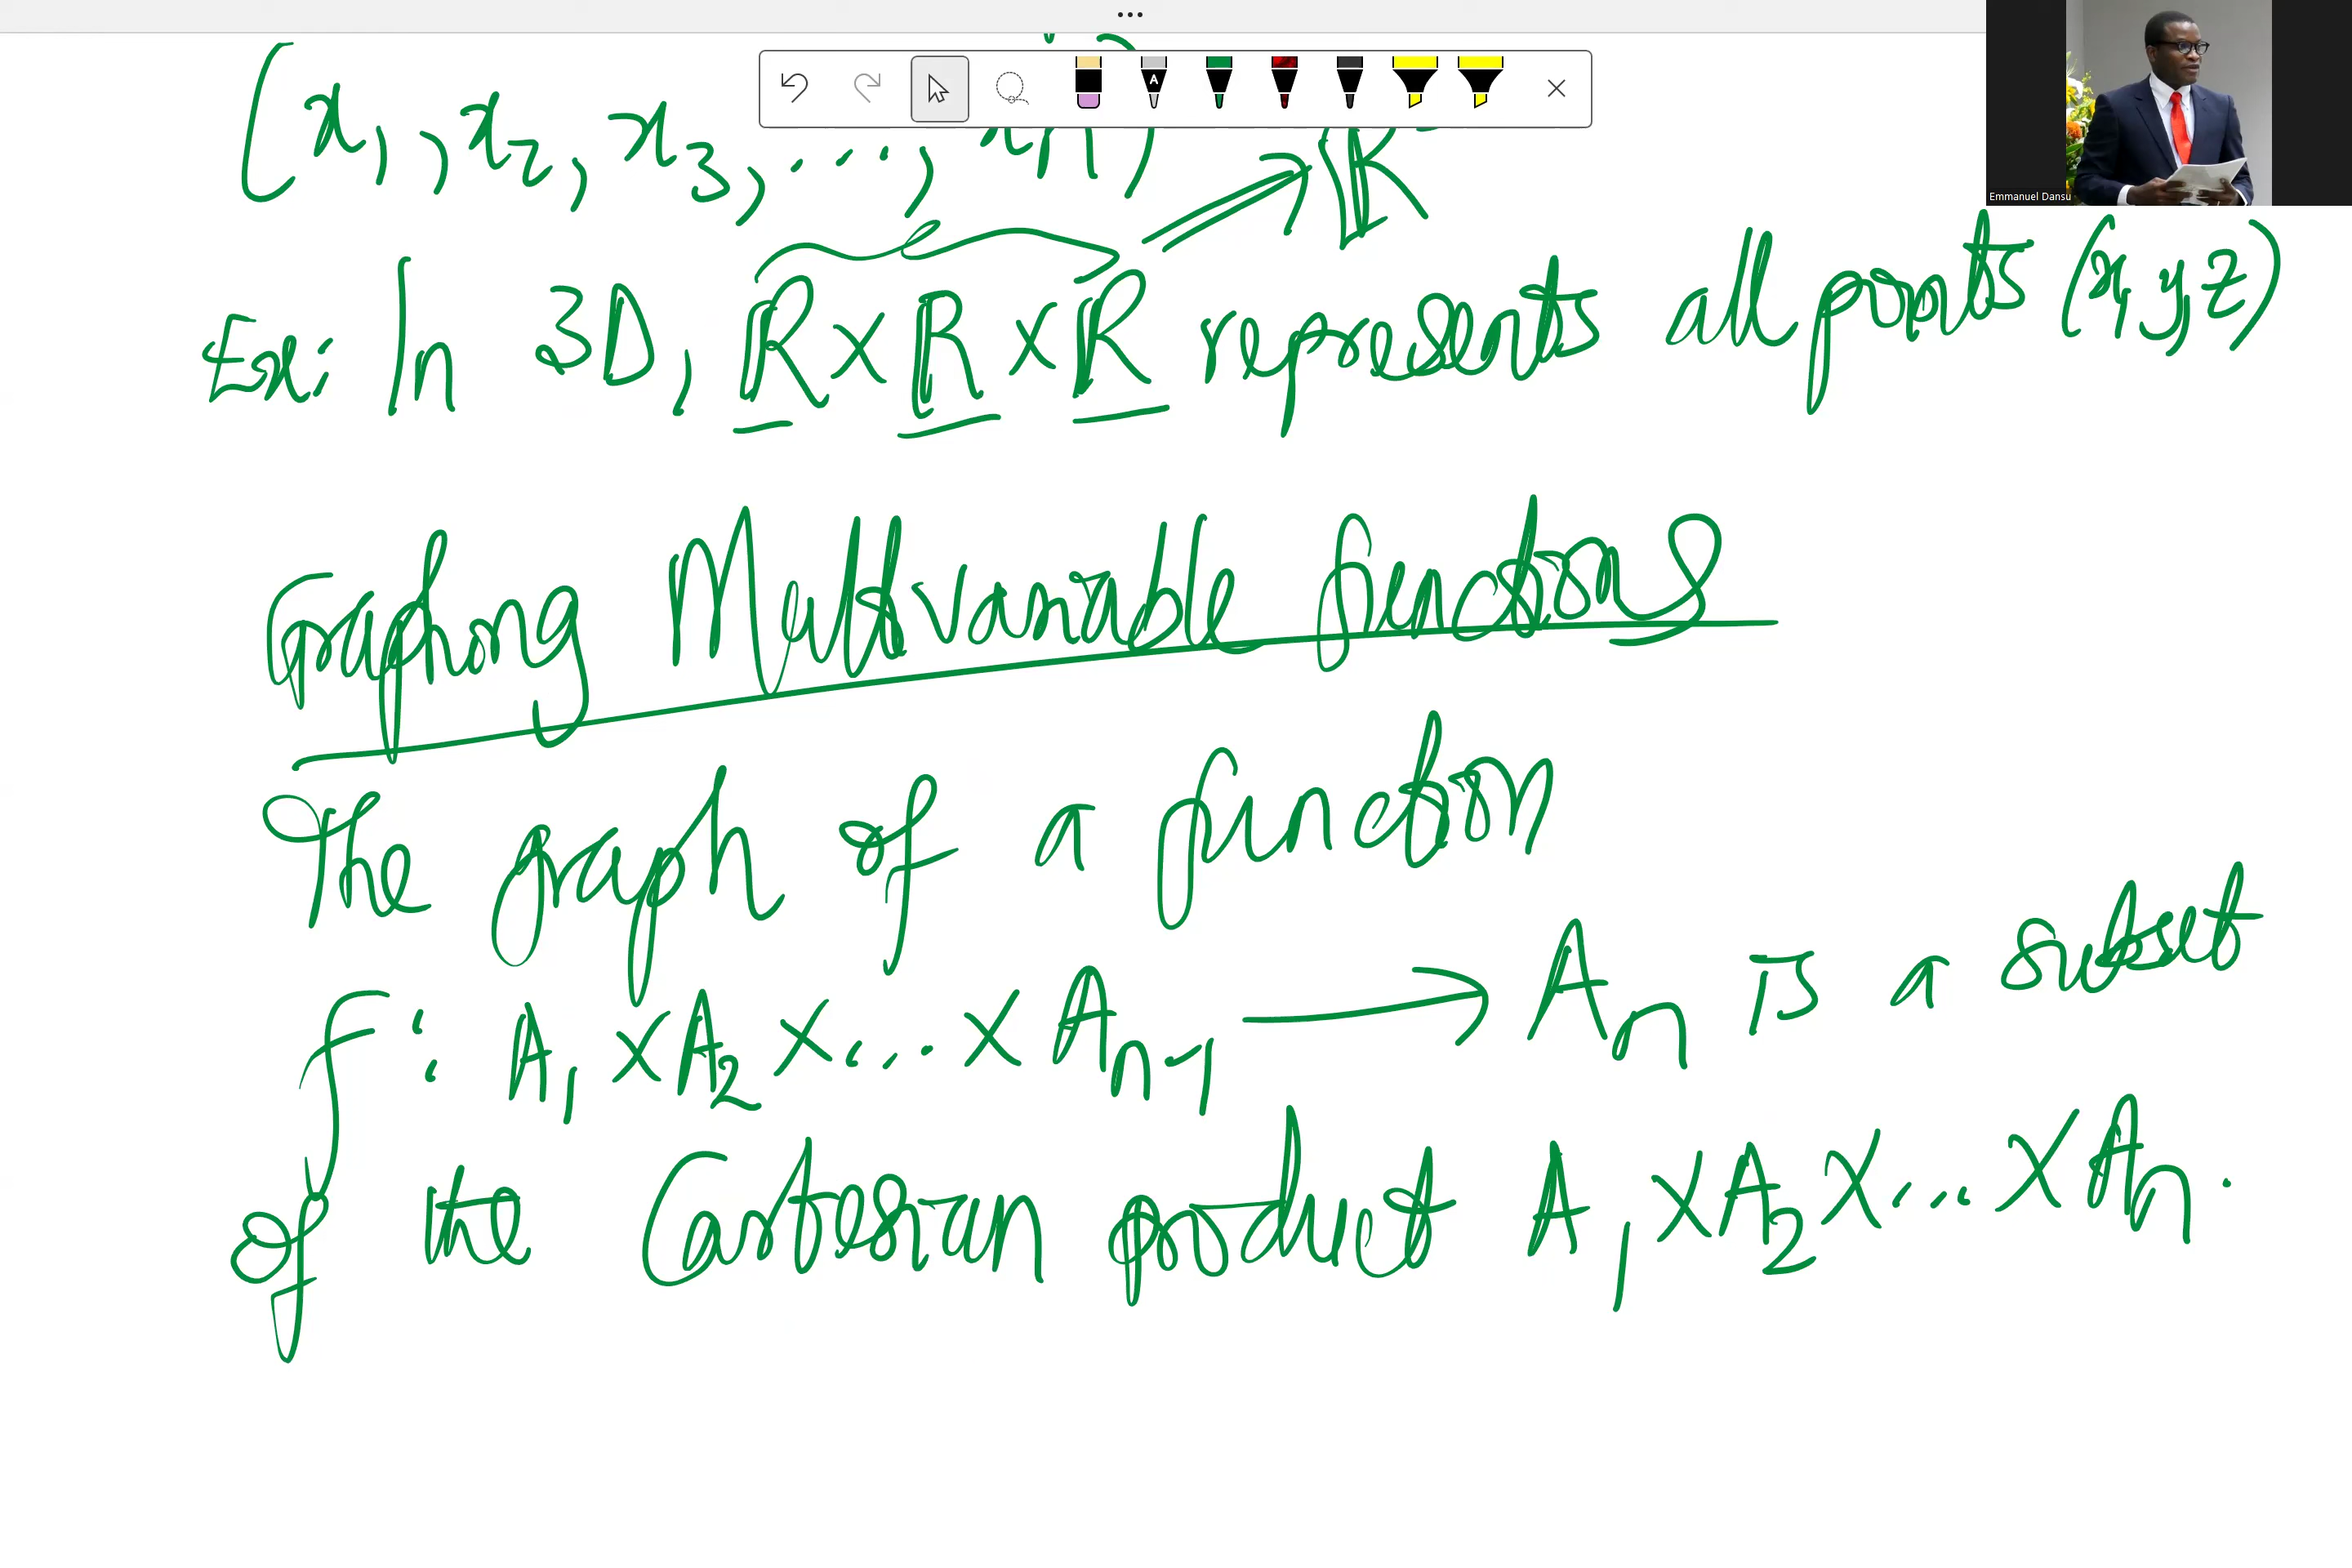 (x₁, x₂, x₃, ..., xₙ)
Emmanuel Dansu
Ex: In 3D, ℝ × ℝ × ℝ represents all points (x, y, z)
⇒ ℝ³
Graphing Multivariable functions
The graph of a function
f : A₁ × A₂ × ... × Aₙ₋₁ → Aₙ is a subset
of the Cartesian product A₁ × A₂ × ... × Aₙ.